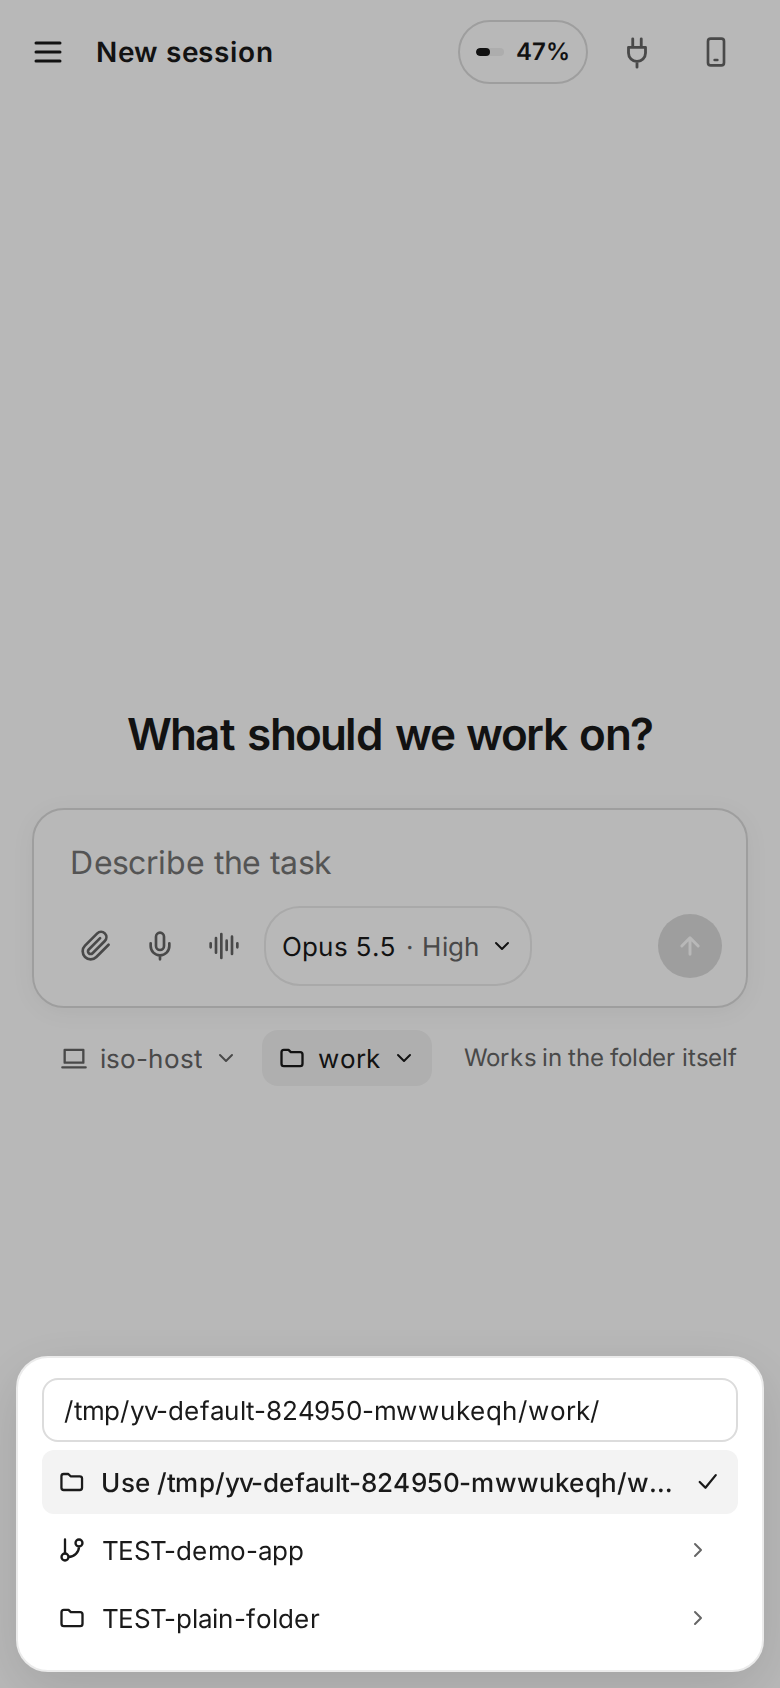 New session
47%
What should we work on?
Describe the task
Opus 5.5 · High
iso-host
work
Works in the folder itself
/tmp/yv-default-824950-mwwukeqh/work/
Use /tmp/yv-default-824950-mwwukeqh/w...
TEST-demo-app
TEST-plain-folder